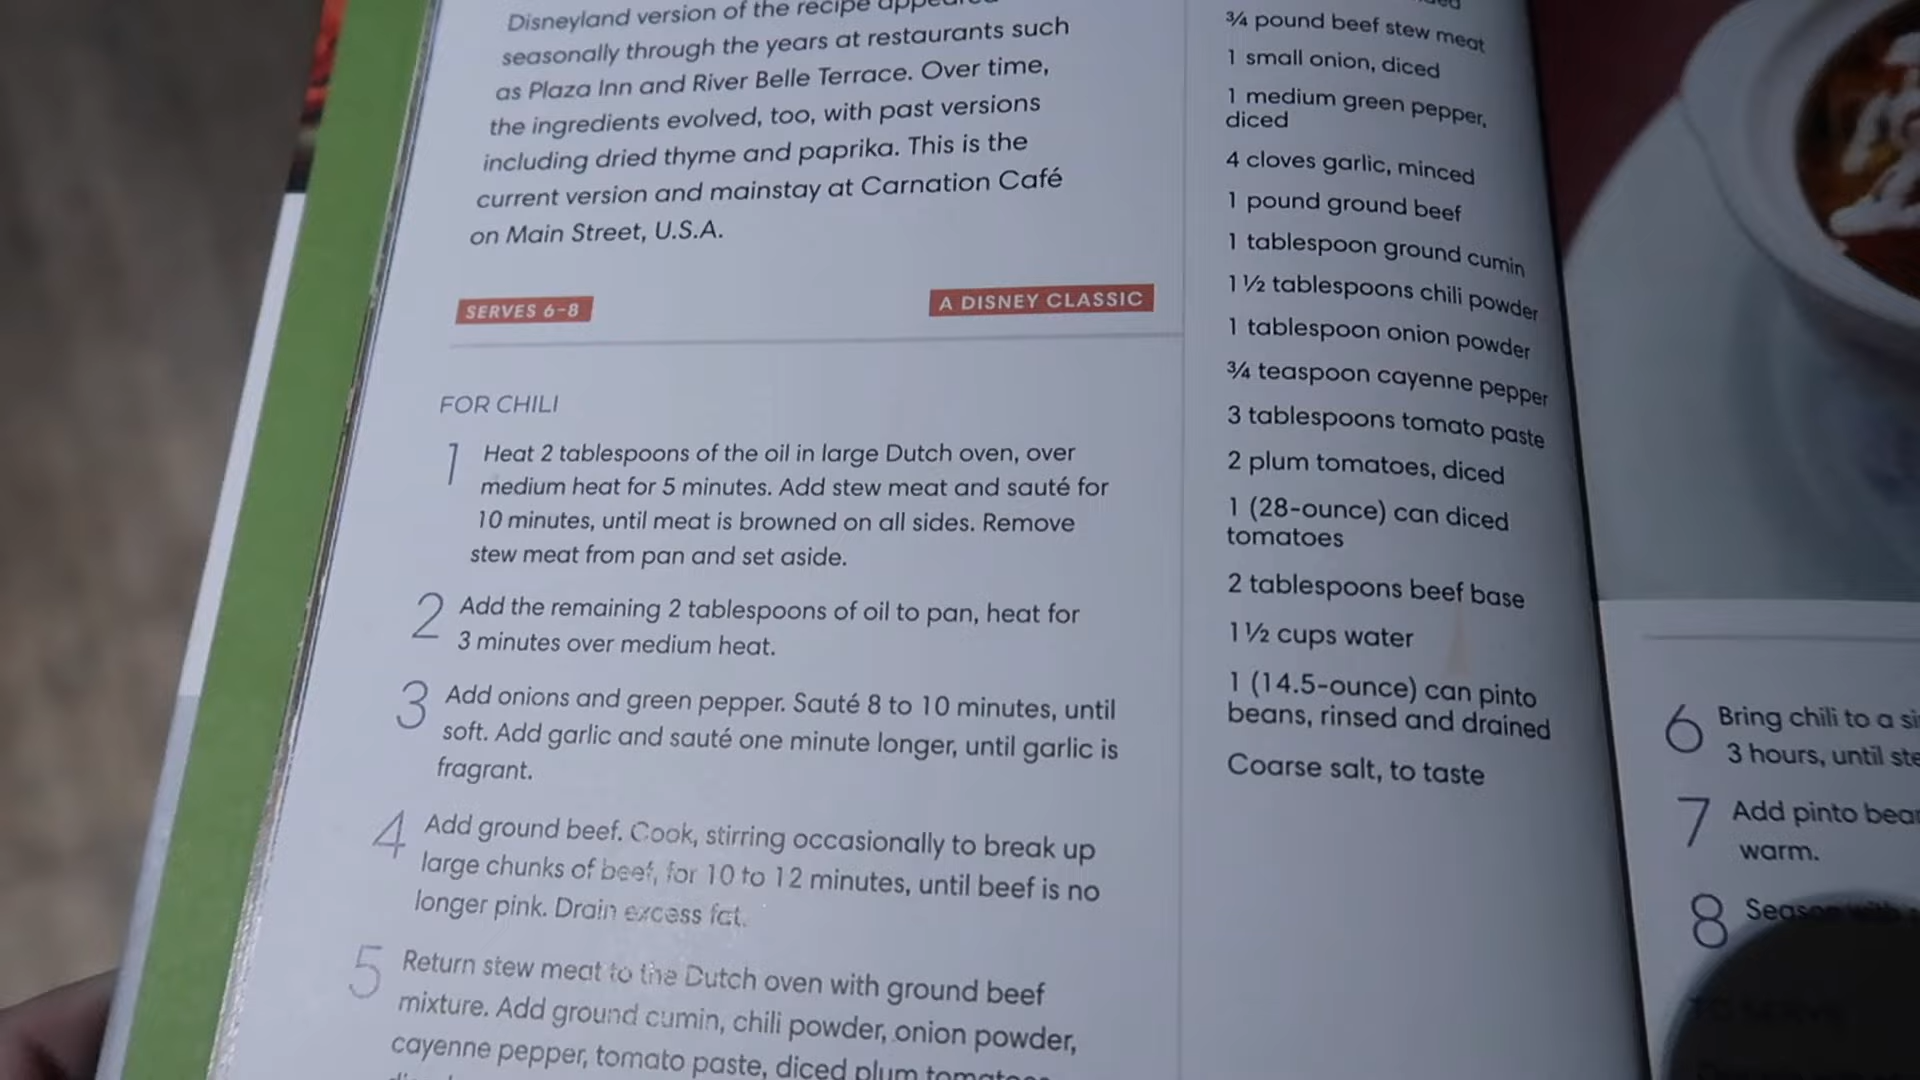 Disneyland version of the recipe appeared
seasonally through the years at restaurants such
as Plaza Inn and River Belle Terrace. Over time,
the ingredients evolved, too, with past versions
including dried thyme and paprika. This is the
current version and mainstay at Carnation Café
on Main Street, U.S.A.
SERVES 6-8
A DISNEY CLASSIC
FOR CHILI
1 Heat 2 tablespoons of the oil in large Dutch oven, over
medium heat for 5 minutes. Add stew meat and sauté for
10 minutes, until meat is browned on all sides. Remove
stew meat from pan and set aside.
2 Add the remaining 2 tablespoons of oil to pan, heat for
3 minutes over medium heat.
3 Add onions and green pepper. Sauté 8 to 10 minutes, until
soft. Add garlic and sauté one minute longer, until garlic is
fragrant.
4 Add ground beef. Cook, stirring occasionally to break up
large chunks of beef, for 10 to 12 minutes, until beef is no
longer pink. Drain excess fat.
5 Return stew meat to the Dutch oven with ground beef
mixture. Add ground cumin, chili powder, onion powder,
cayenne pepper, tomato paste, diced plum tomatoes
¾ pound beef stew meat
1 small onion, diced
1 medium green pepper,
diced
4 cloves garlic, minced
1 pound ground beef
1 tablespoon ground cumin
1½ tablespoons chili powder
1 tablespoon onion powder
¾ teaspoon cayenne pepper
3 tablespoons tomato paste
2 plum tomatoes, diced
1 (28-ounce) can diced
tomatoes
2 tablespoons beef base
1½ cups water
1 (14.5-ounce) can pinto
beans, rinsed and drained
Coarse salt, to taste
6 Bring chili to a
3 hours, until
7 Add pinto
warm.
8 Season with